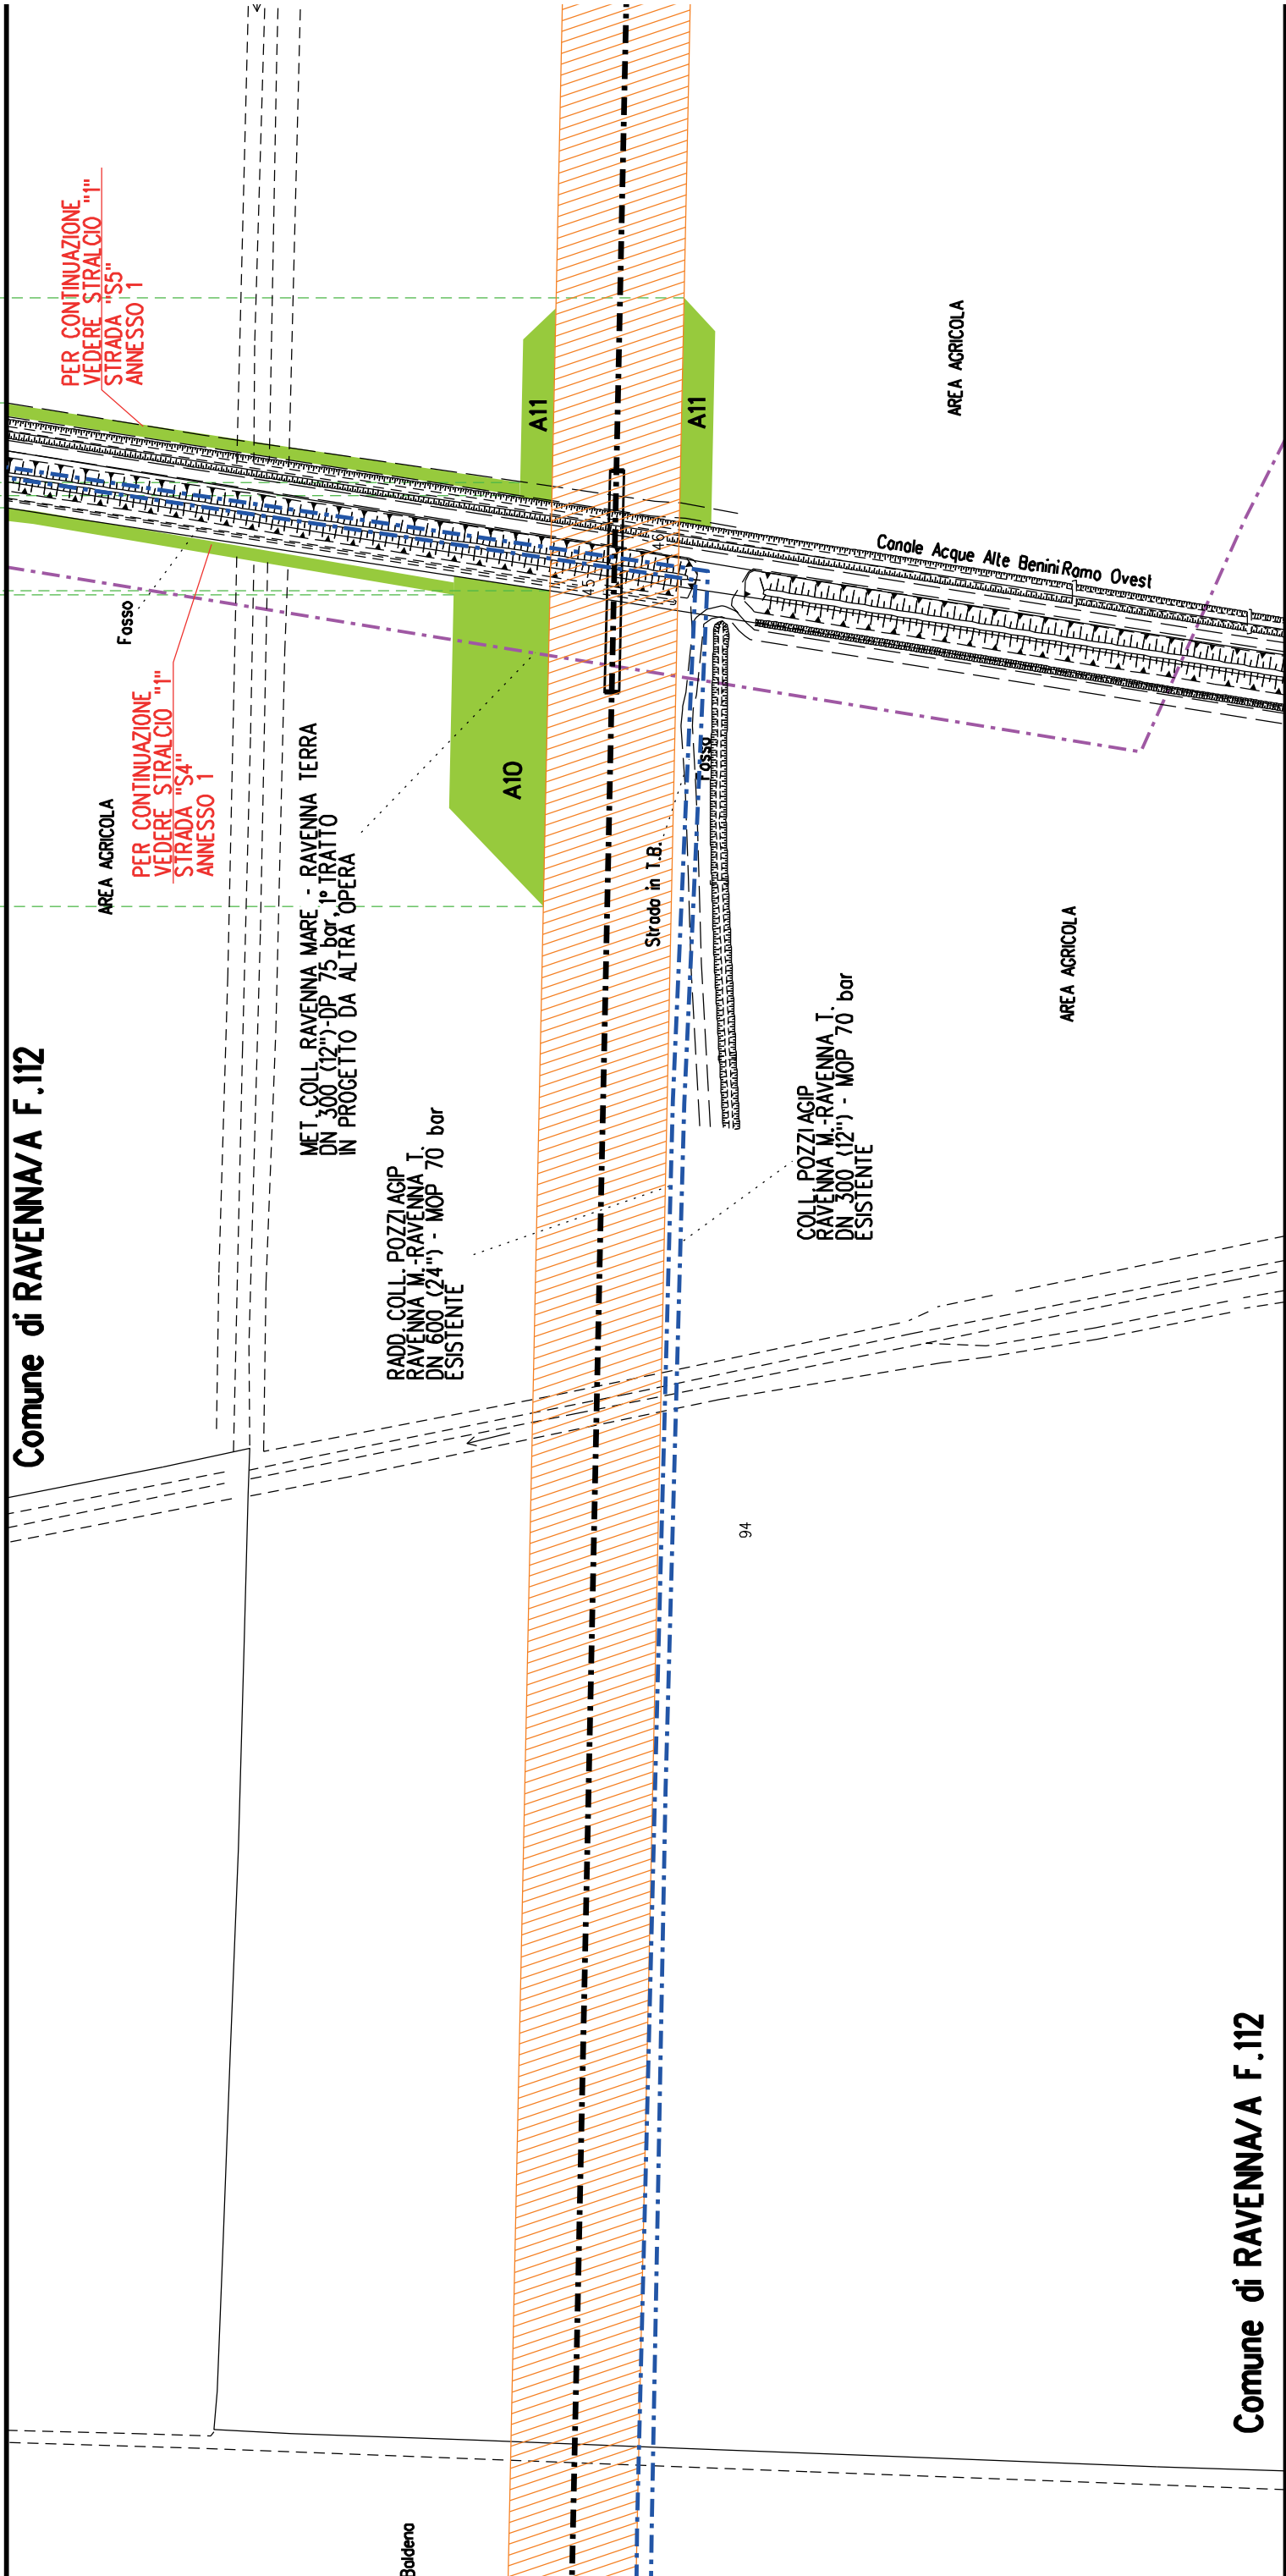 PER CONTINUAZIONE
VEDERE STRALCIO "1"
STRADA "S5"
ANNESSO 1
A11
A11
AREA AGRICOLA
Canale Acque Alte Benini Ramo Ovest
45
46
Fosso
PER CONTINUAZIONE
VEDERE STRALCIO "1"
STRADA "S4"
ANNESSO 1
AREA AGRICOLA
A10
Fosso
Strada in T.B.
MET. COLL RAVENNA MARE - RAVENNA TERRA
DN 300 (12")-DP 75 bar, 1° TRATTO
IN PROGETTO DA ALTRA OPERA
AREA AGRICOLA
Comune di RAVENNA/A F.112
RADD. COLL. POZZI AGIP
RAVENNA M.-RAVENNA T.
DN 600 (24") - MOP 70 bar
ESISTENTE
COLL. POZZI AGIP
RAVENNA M.-RAVENNA T.
DN 300 (12") - MOP 70 bar
ESISTENTE
94
Comune di RAVENNA/A F.112
Baldena